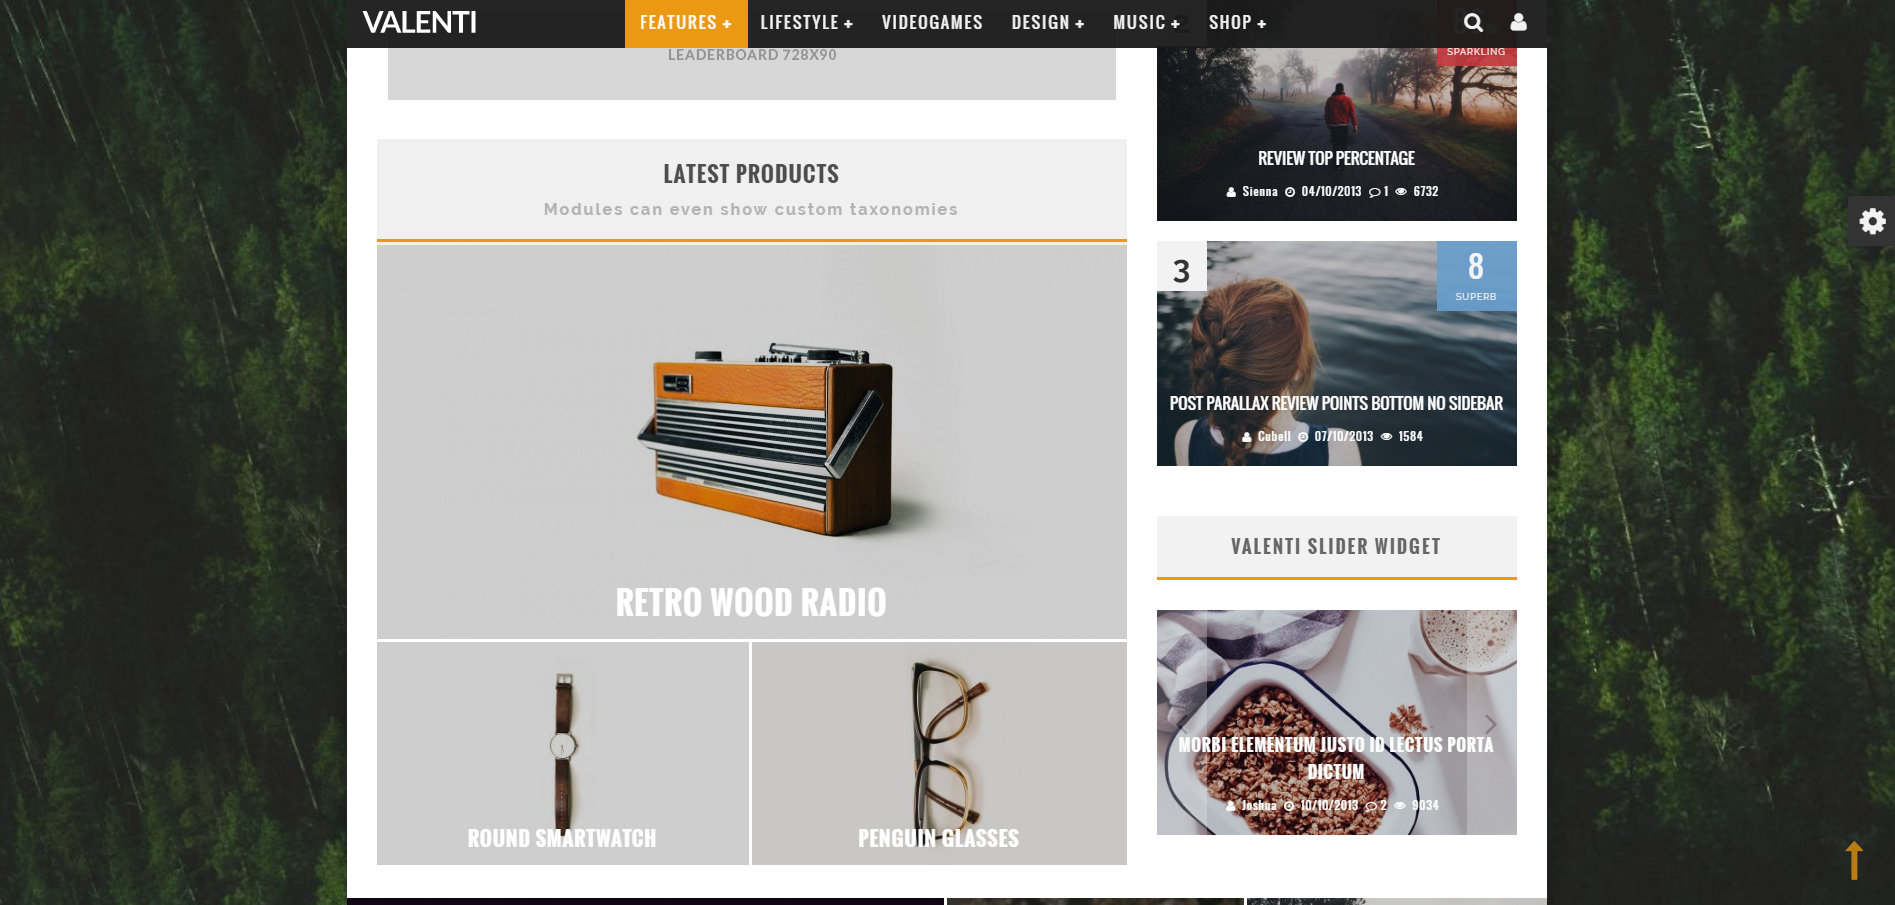 VALENTI
FEATURES +
LIFESTYLE +
VIDEOGAMES
DESIGN +
MUSIC +
SHOP +
LEADERBOARD 728X90
LATEST PRODUCTS
Modules can even show custom taxonomies
RETRO WOOD RADIO
ROUND SMARTWATCH
PENGUIN GLASSES
SPARKLING
REVIEW TOP PERCENTAGE
Sienna 04/10/2013 1 6732
3
8
SUPERB
POST PARALLAX REVIEW POINTS BOTTOM NO SIDEBAR
Cubell 07/10/2013 1584
VALENTI SLIDER WIDGET
MORBI ELEMENTUM JUSTO ID LECTUS PORTA
DICTUM
Joshua 10/10/2013 2 9034